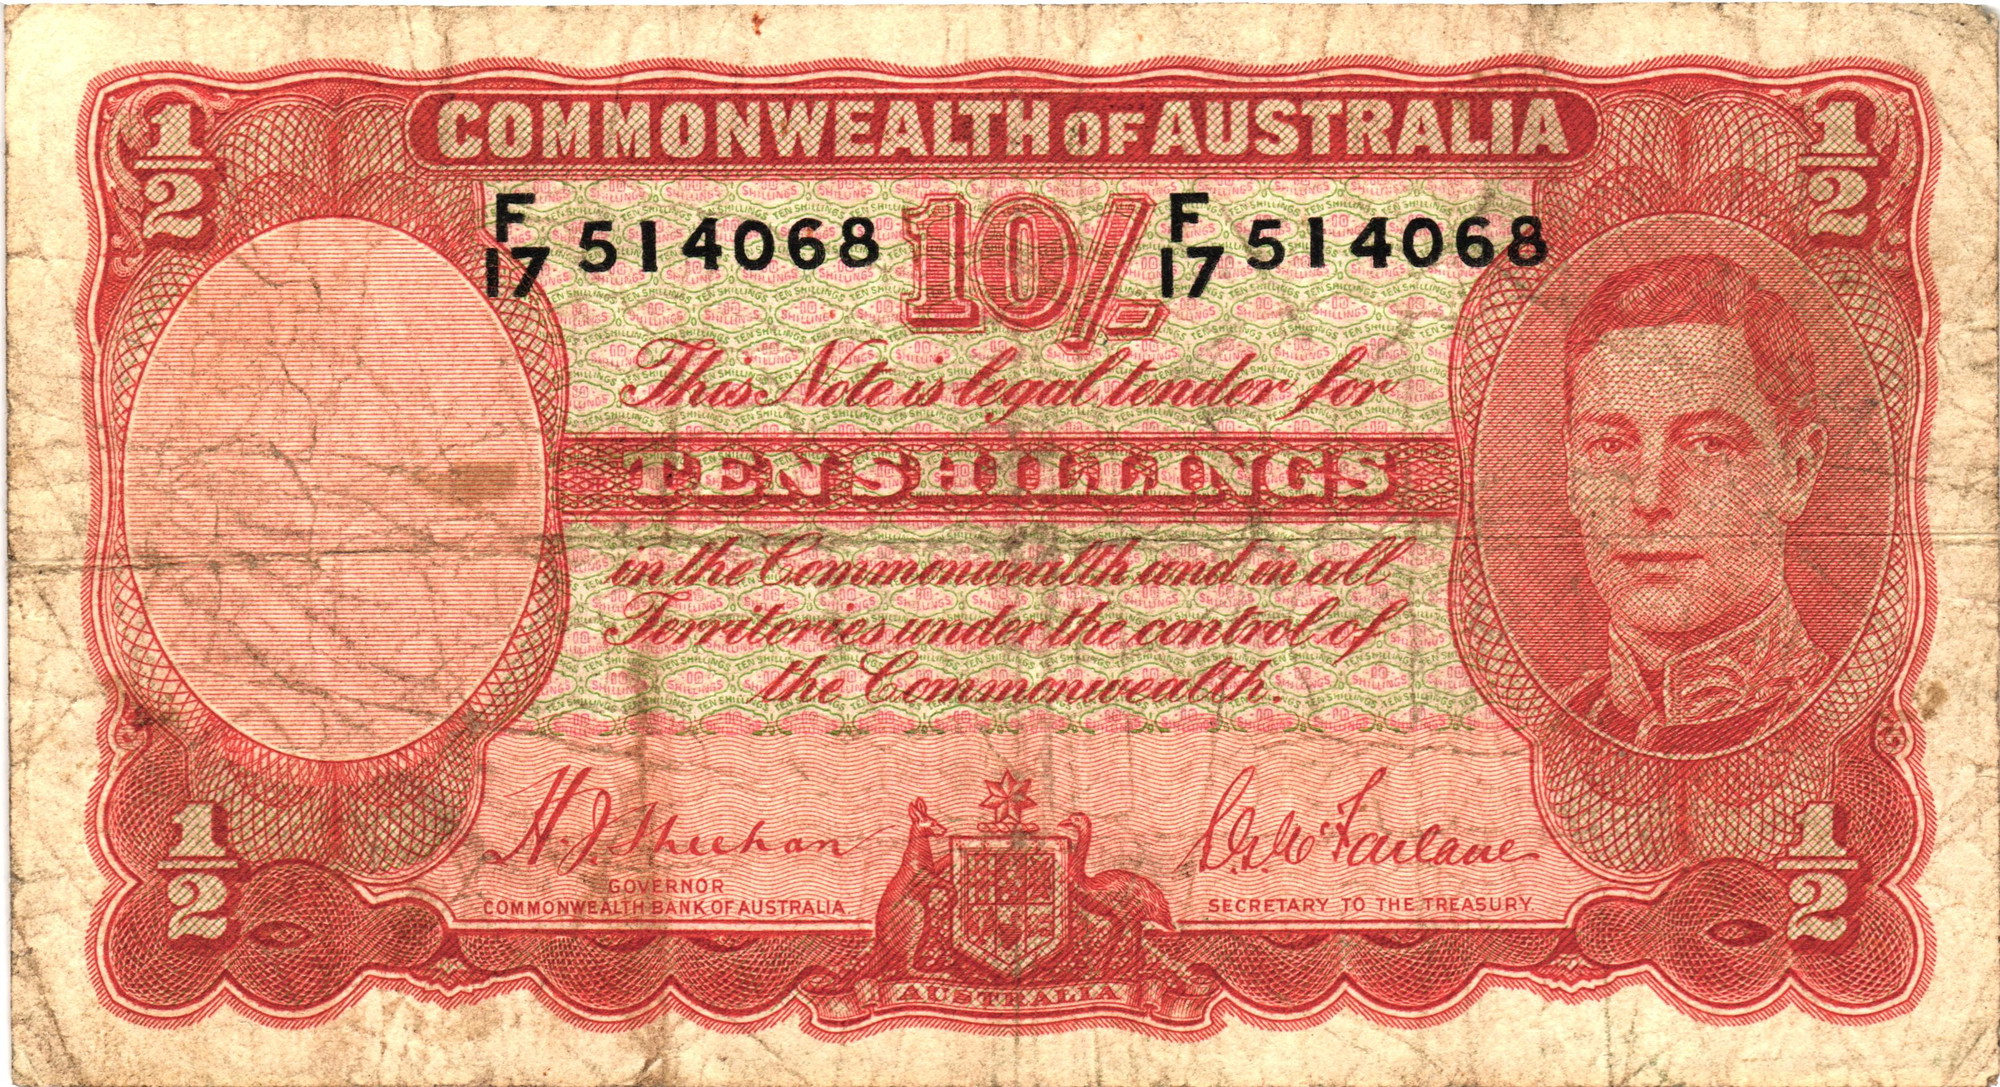 1/2 COMMONWEALTH OF AUSTRALIA 1/2
F/17 514068 10/- F/17 514068
This Note is legal tender for
TEN SHILLINGS
in the Commonwealth and in all
Territories under the control of
the Commonwealth.
H.J. Sheehan
GOVERNOR
COMMONWEALTH BANK OF AUSTRALIA
S.G. McFarlane
SECRETARY TO THE TREASURY
1/2 1/2
AUSTRALIA